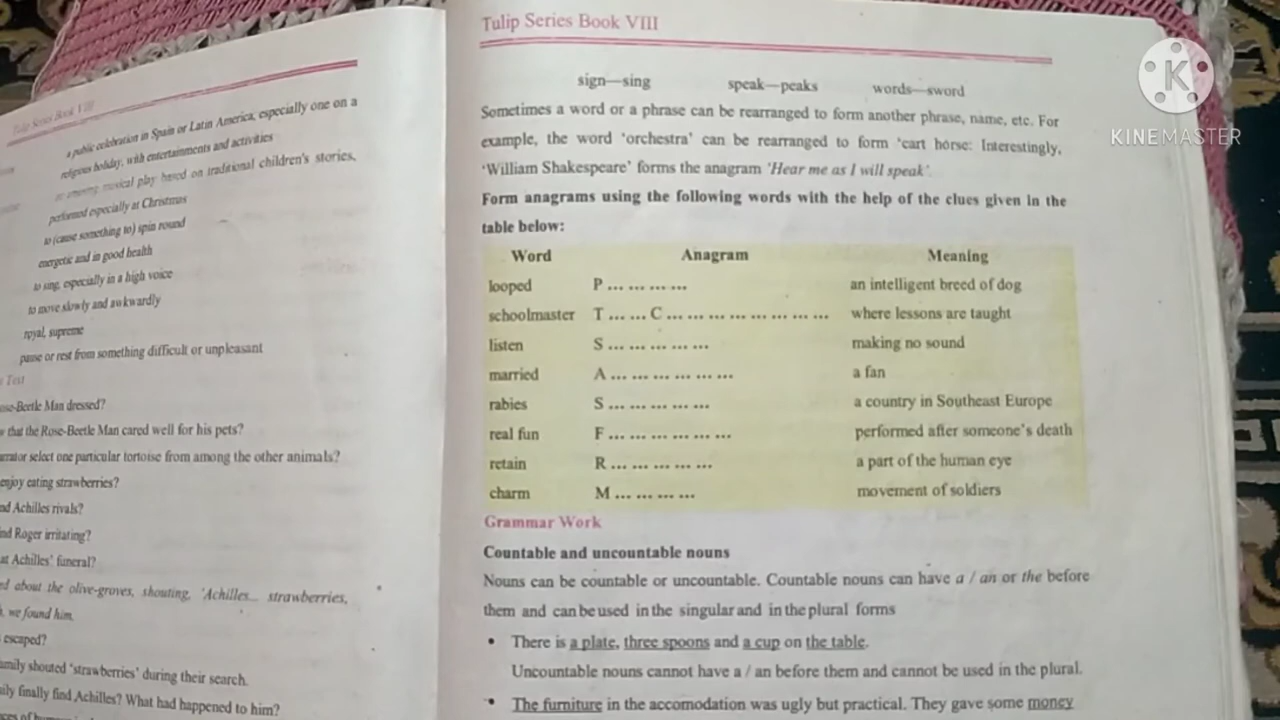 Tulip Series Book VIII
a public celebration in Spain or Latin America, especially one on a
religious holiday, with entertainments and activities
musical play based on traditional children's stories,
performed especially at Christmas
to (cause something to) spin round
energetic and in good health
to sing, especially in a high voice
to move slowly and awkwardly
royal, supreme
pause or rest from something difficult or unpleasant
Text
Beetle Man dressed?
that the Rose-Beetle Man cared well for his pets?
select one particular tortoise from among the other animals?
enjoy eating strawberries?
Achilles rivals?
Roger irritating?
at Achilles' funeral?
about the olive-groves, shouting, 'Achilles... strawberries,
we found him.
escaped?
shouted 'strawberries' during their search.
finally find Achilles? What had happened to him?
Tulip Series Book VIII
sign—sing speak—peaks words—sword
Sometimes a word or a phrase can be rearranged to form another phrase, name, etc. For
example, the word 'orchestra' can be rearranged to form 'cart horse: Interestingly,
'William Shakespeare' forms the anagram 'Hear me as I will speak'.
Form anagrams using the following words with the help of the clues given in the
table below:
Word Anagram Meaning
looped P ... ... ... ... an intelligent breed of dog
schoolmaster T ... ... C ... ... ... ... ... ... ... ... where lessons are taught
listen S ... ... ... ... ... making no sound
married A ... ... ... ... ... ... a fan
rabies S ... ... ... ... ... a country in Southeast Europe
real fun F ... ... ... ... ... ... performed after someone's death
retain R ... ... ... ... ... a part of the human eye
charm M ... ... ... ... movement of soldiers
Grammar Work
Countable and uncountable nouns
Nouns can be countable or uncountable. Countable nouns can have a / an or the before
them and can be used in the singular and in the plural forms
• There is a plate, three spoons and a cup on the table.
Uncountable nouns cannot have a / an before them and cannot be used in the plural.
• The furniture in the accomodation was ugly but practical. They gave some money
K
KINEMASTER